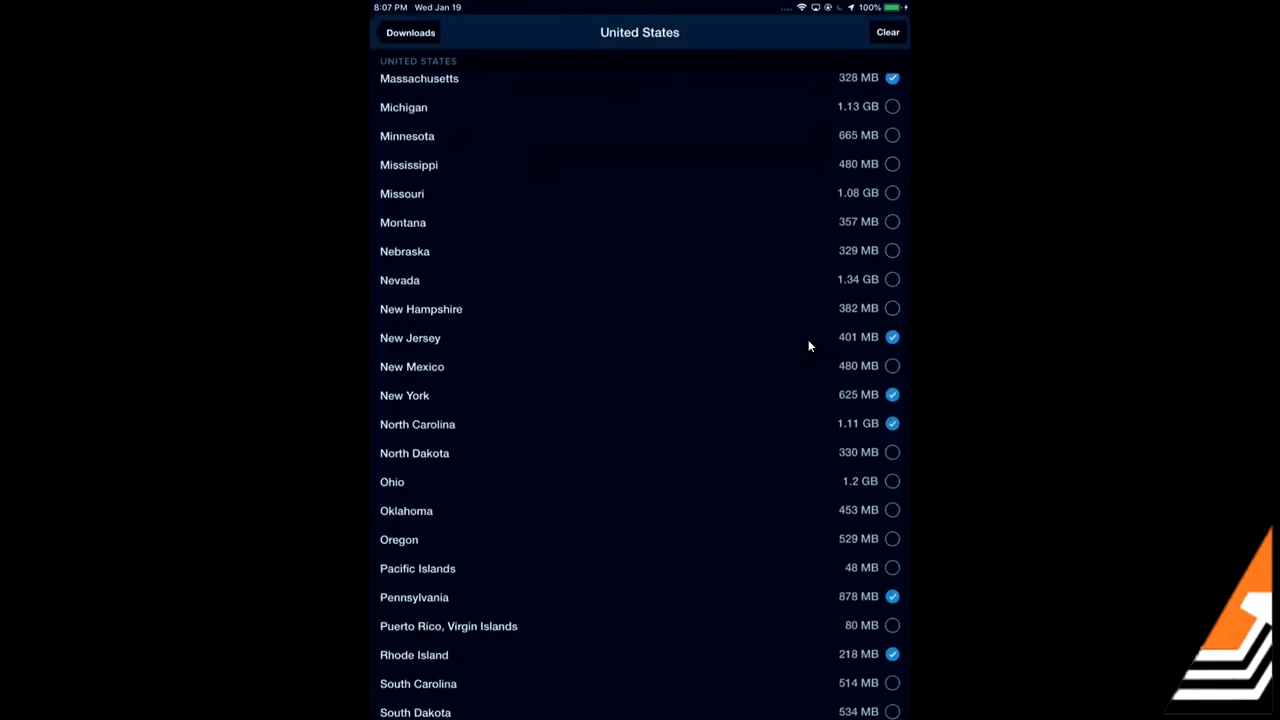 8:07 PM Wed Jan 19 100%
Downloads United States Clear
UNITED STATES
Massachusetts 328 MB
Michigan 1.13 GB
Minnesota 665 MB
Mississippi 480 MB
Missouri 1.08 GB
Montana 357 MB
Nebraska 329 MB
Nevada 1.34 GB
New Hampshire 382 MB
New Jersey 401 MB
New Mexico 480 MB
New York 625 MB
North Carolina 1.11 GB
North Dakota 330 MB
Ohio 1.2 GB
Oklahoma 453 MB
Oregon 529 MB
Pacific Islands 48 MB
Pennsylvania 878 MB
Puerto Rico, Virgin Islands 80 MB
Rhode Island 218 MB
South Carolina 514 MB
South Dakota 534 MB